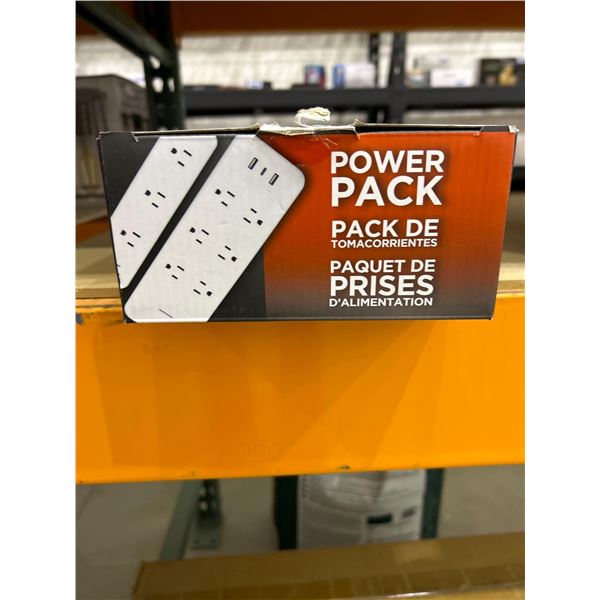 POWER
PACK
PACK DE
TOMACORRIENTES
PAQUET DE
PRISES
D'ALIMENTATION